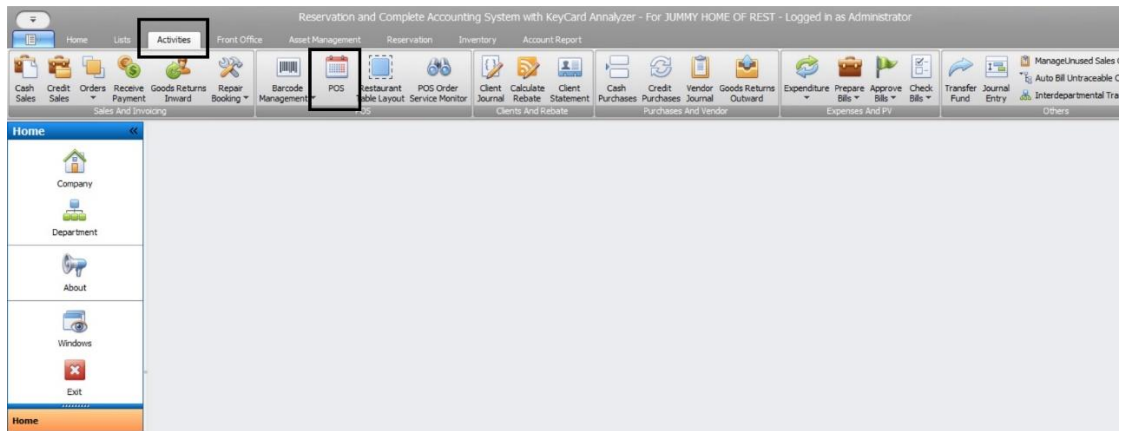 Reservation and Complete Accounting System with KeyCard Annalyzer - For JUMMY HOME OF REST - Logged in as Administrator
Home Lists Activities Front Office Asset Management Reservation Inventory Account Report
Cash Sales
Credit Sales
Orders
Receive Payment
Goods Returns Inward
Repair Booking
Barcode Management
POS
Restaurant Table Layout
POS Order Service Monitor
Client Journal
Calculate Rebate
Client Statement
Cash Purchases
Credit Purchases
Vendor Journal
Goods Returns Outward
Expenditure
Prepare Bills
Approve Bills
Check Bills
Transfer Fund
Journal Entry
ManageUnused Sales
Auto Bill Untraceable
Interdepartmental Tra
Sales And Invoicing
POS
Clients And Rebate
Purchases And Vendor
Expenses And PV
Others
Home
Company
Department
About
Windows
Exit
Home